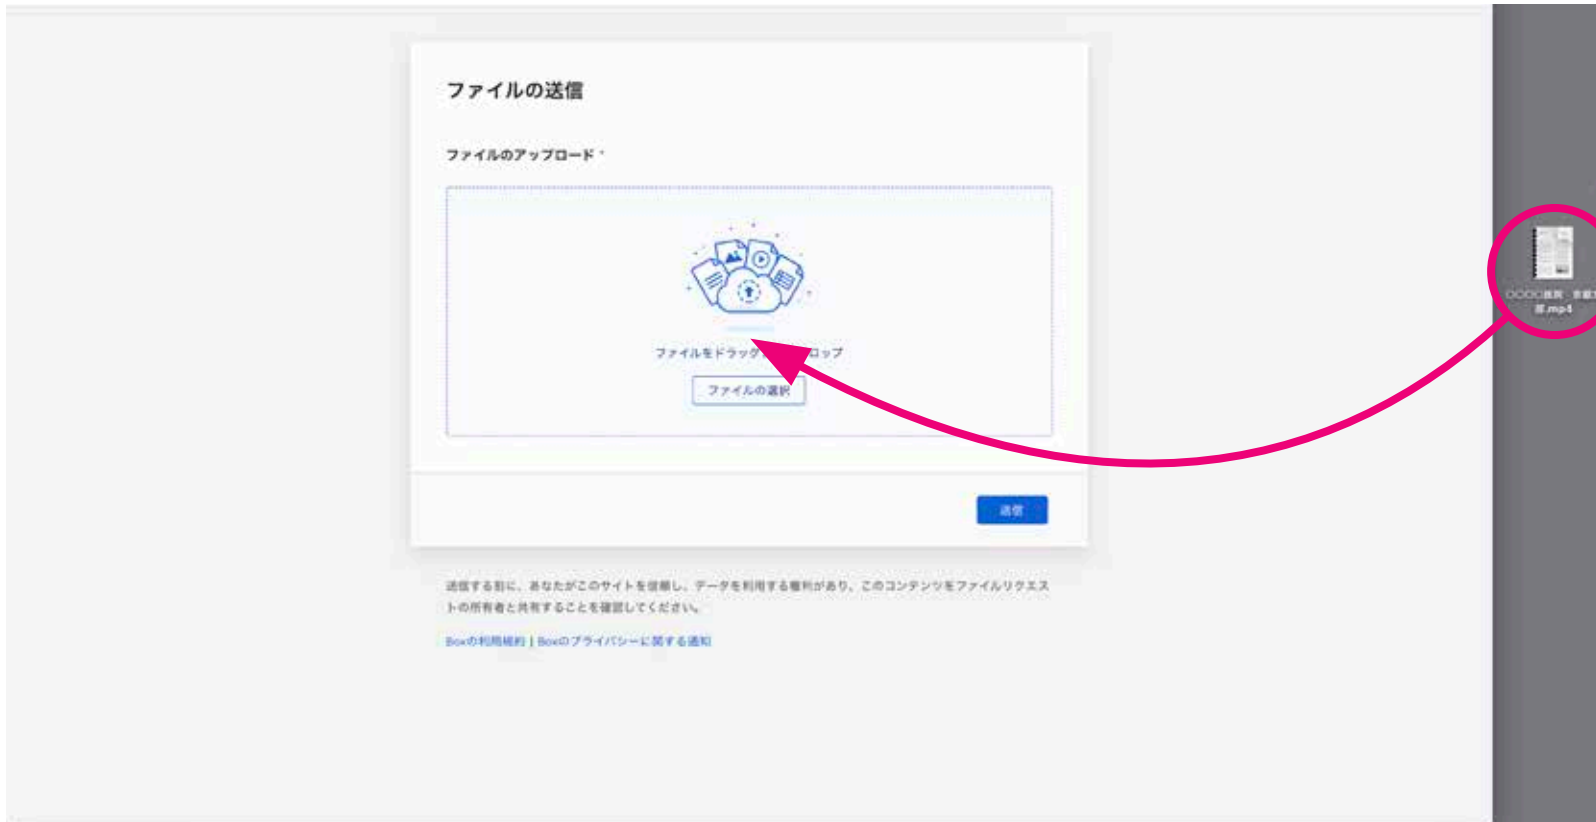 ファイルの送信
ファイルのアップロード *
ファイルをドラッグ ロップ
ファイルの選択
送信
送信する前に、あなたがこのサイトを信頼し、データを利用する権利があり、このコンテンツをファイルリクエス
トの所有者と共有することを確認してください。
Boxの利用規約 | Boxのプライバシーに関する通知
〇〇〇〇
部.mp4